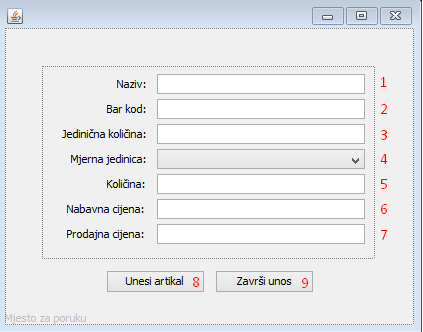 Naziv: 1
Bar kod: 2
Jedinična količina: 3
Mjerna jedinica: 4
Količina: 5
Nabavna cijena: 6
Prodajna cijena: 7
Unesi artikal 8 Završi unos 9
Mjesto za poruku